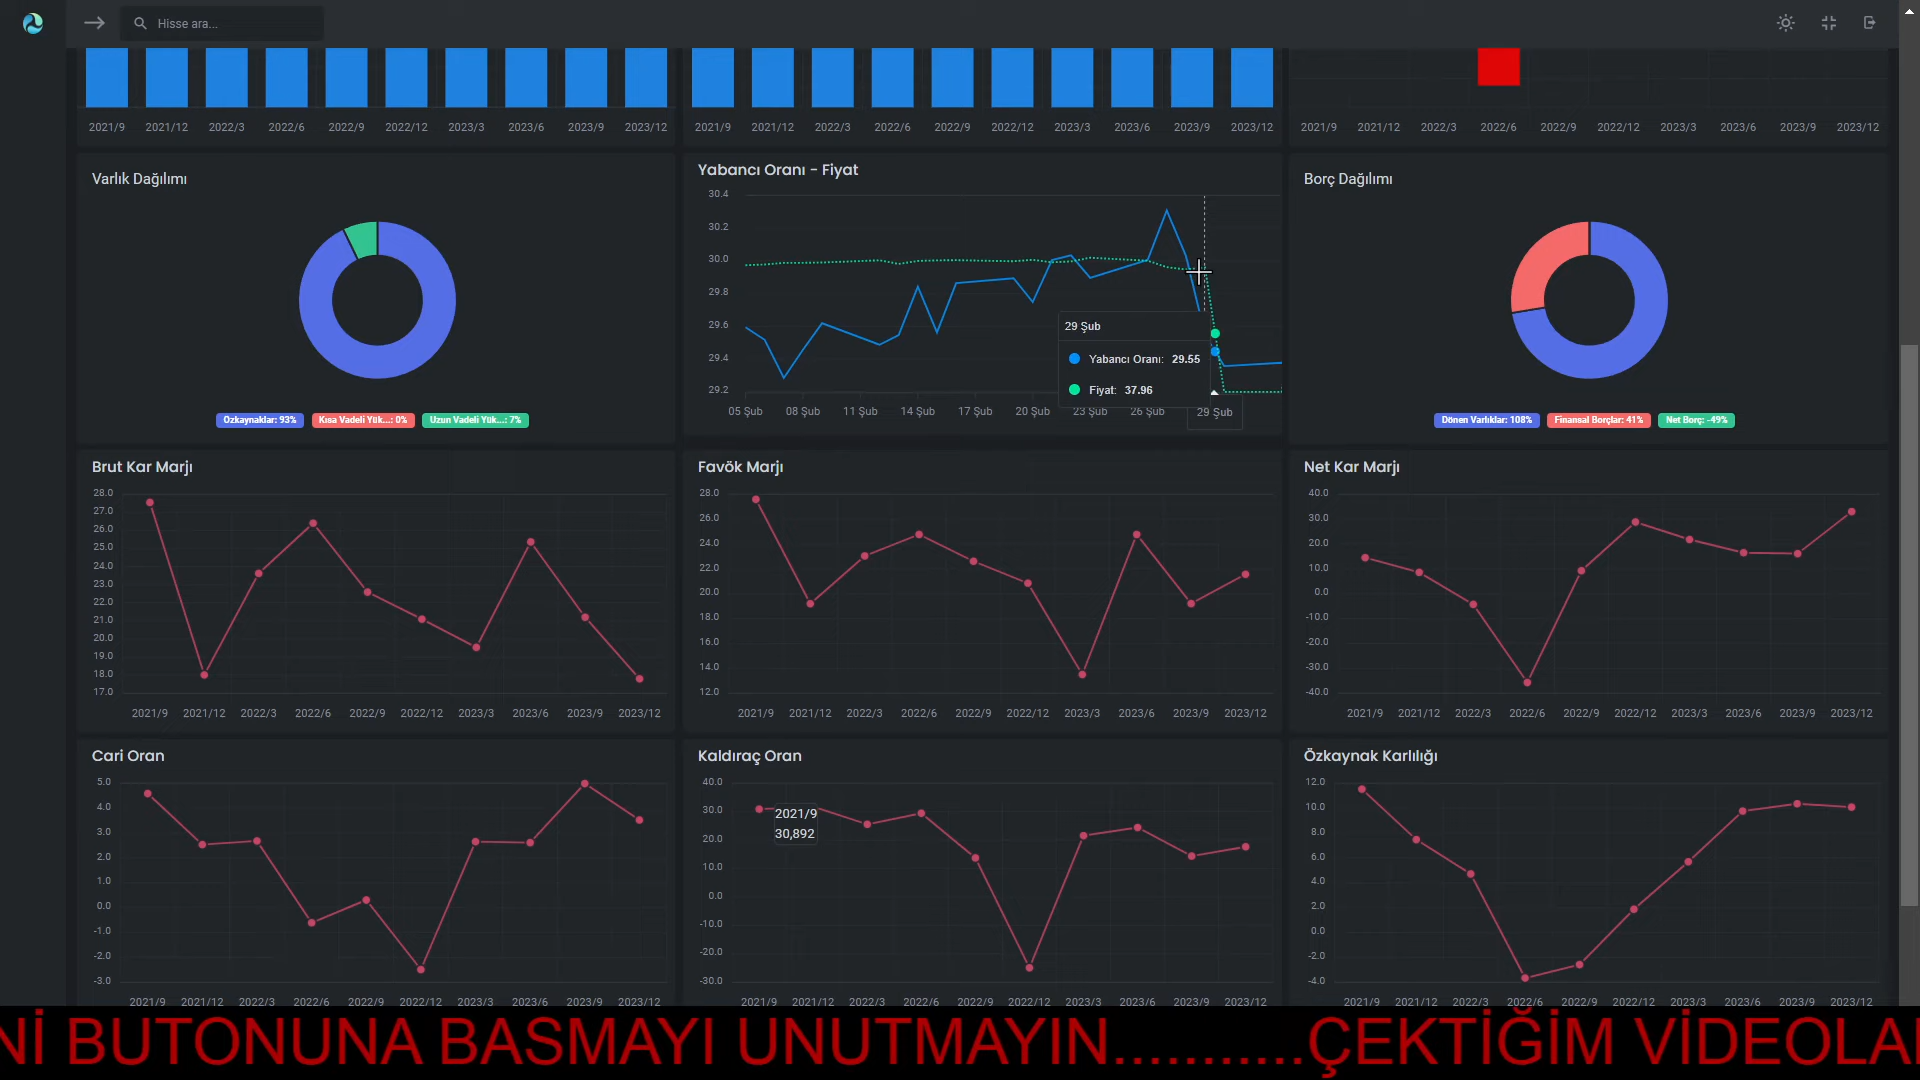 Hisse ara...
2021/9 2021/12 2022/3 2022/6 2022/9 2022/12 2023/3 2023/6 2023/9 2023/12
2021/9 2021/12 2022/3 2022/6 2022/9 2022/12 2023/3 2023/6 2023/9 2023/12
2021/9 2021/12 2022/3 2022/6 2022/9 2022/12 2023/3 2023/6 2023/9 2023/12
Varlık Dağılımı
Özkaynaklar: 93% Kısa Vadeli Yük...: 0% Uzun Vadeli Yük...: 7%
Yabancı Oranı - Fiyat
30.4
30.2
30.0
29.8
29.6
29.4
29.2
29 Şub
Yabancı Oranı: 29.55
Fiyat: 37.96
05 Şub 08 Şub 11 Şub 14 Şub 17 Şub 20 Şub 23 Şub 26 Şub 29 Şub
Borç Dağılımı
Dönen Varlıklar: 108% Finansal Borçlar: 41% Net Borç: -49%
Brut Kar Marjı
28.0
27.0
26.0
25.0
24.0
23.0
22.0
21.0
20.0
19.0
18.0
17.0
2021/9 2021/12 2022/3 2022/6 2022/9 2022/12 2023/3 2023/6 2023/9 2023/12
Favök Marjı
28.0
26.0
24.0
22.0
20.0
18.0
16.0
14.0
12.0
2021/9 2021/12 2022/3 2022/6 2022/9 2022/12 2023/3 2023/6 2023/9 2023/12
Net Kar Marjı
40.0
30.0
20.0
10.0
0.0
-10.0
-20.0
-30.0
-40.0
2021/9 2021/12 2022/3 2022/6 2022/9 2022/12 2023/3 2023/6 2023/9 2023/12
Cari Oran
5.0
4.0
3.0
2.0
1.0
0.0
-1.0
-2.0
-3.0
2021/9 2021/12 2022/3 2022/6 2022/9 2022/12 2023/3 2023/6 2023/9 2023/12
Kaldıraç Oran
40.0
30.0
20.0
10.0
0.0
-10.0
-20.0
-30.0
2021/9
30,892
2021/9 2021/12 2022/3 2022/6 2022/9 2022/12 2023/3 2023/6 2023/9 2023/12
Özkaynak Karlılığı
12.0
10.0
8.0
6.0
4.0
2.0
0.0
-2.0
-4.0
2021/9 2021/12 2022/3 2022/6 2022/9 2022/12 2023/3 2023/6 2023/9 2023/12
Nİ BUTONUNA BASMAYI UNUTMAYIN...........ÇEKTİĞİM VİDEOLA